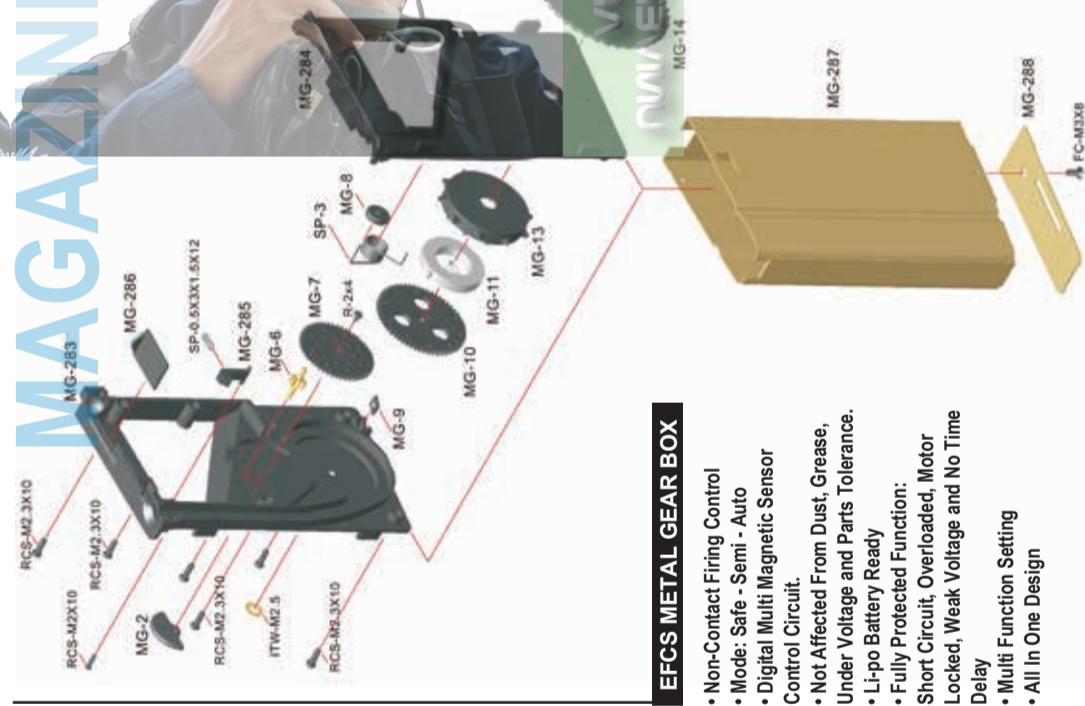 MAGAZIN
MG-284
MG-14
MG-287
MG-288
FC-M3X8
MG-8
SP-3
MG-13
MG-11
MG-7
R-2x4
MG-10
SP-0.5X3X1.5X12
MG-286
MG-285
MG-6
MG-283
MG-9
RCS-M2.3X10
RCS-M2.3X10
RCS-M2X10
MG-2
RCS-M2.3X10
ITW-M2.5
RCS-M2.3X10
EFCS METAL GEAR BOX
• Non-Contact Firing Control
• Mode: Safe - Semi - Auto
• Digital Multi Magnetic Sensor
Control Circuit.
• Not Affected From Dust, Grease,
Under Voltage and Parts Tolerance.
• Li-po Battery Ready
• Fully Protected Function:
Short Circuit, Overloaded, Motor
Locked, Weak Voltage and No Time
Delay
• Multi Function Setting
• All In One Design